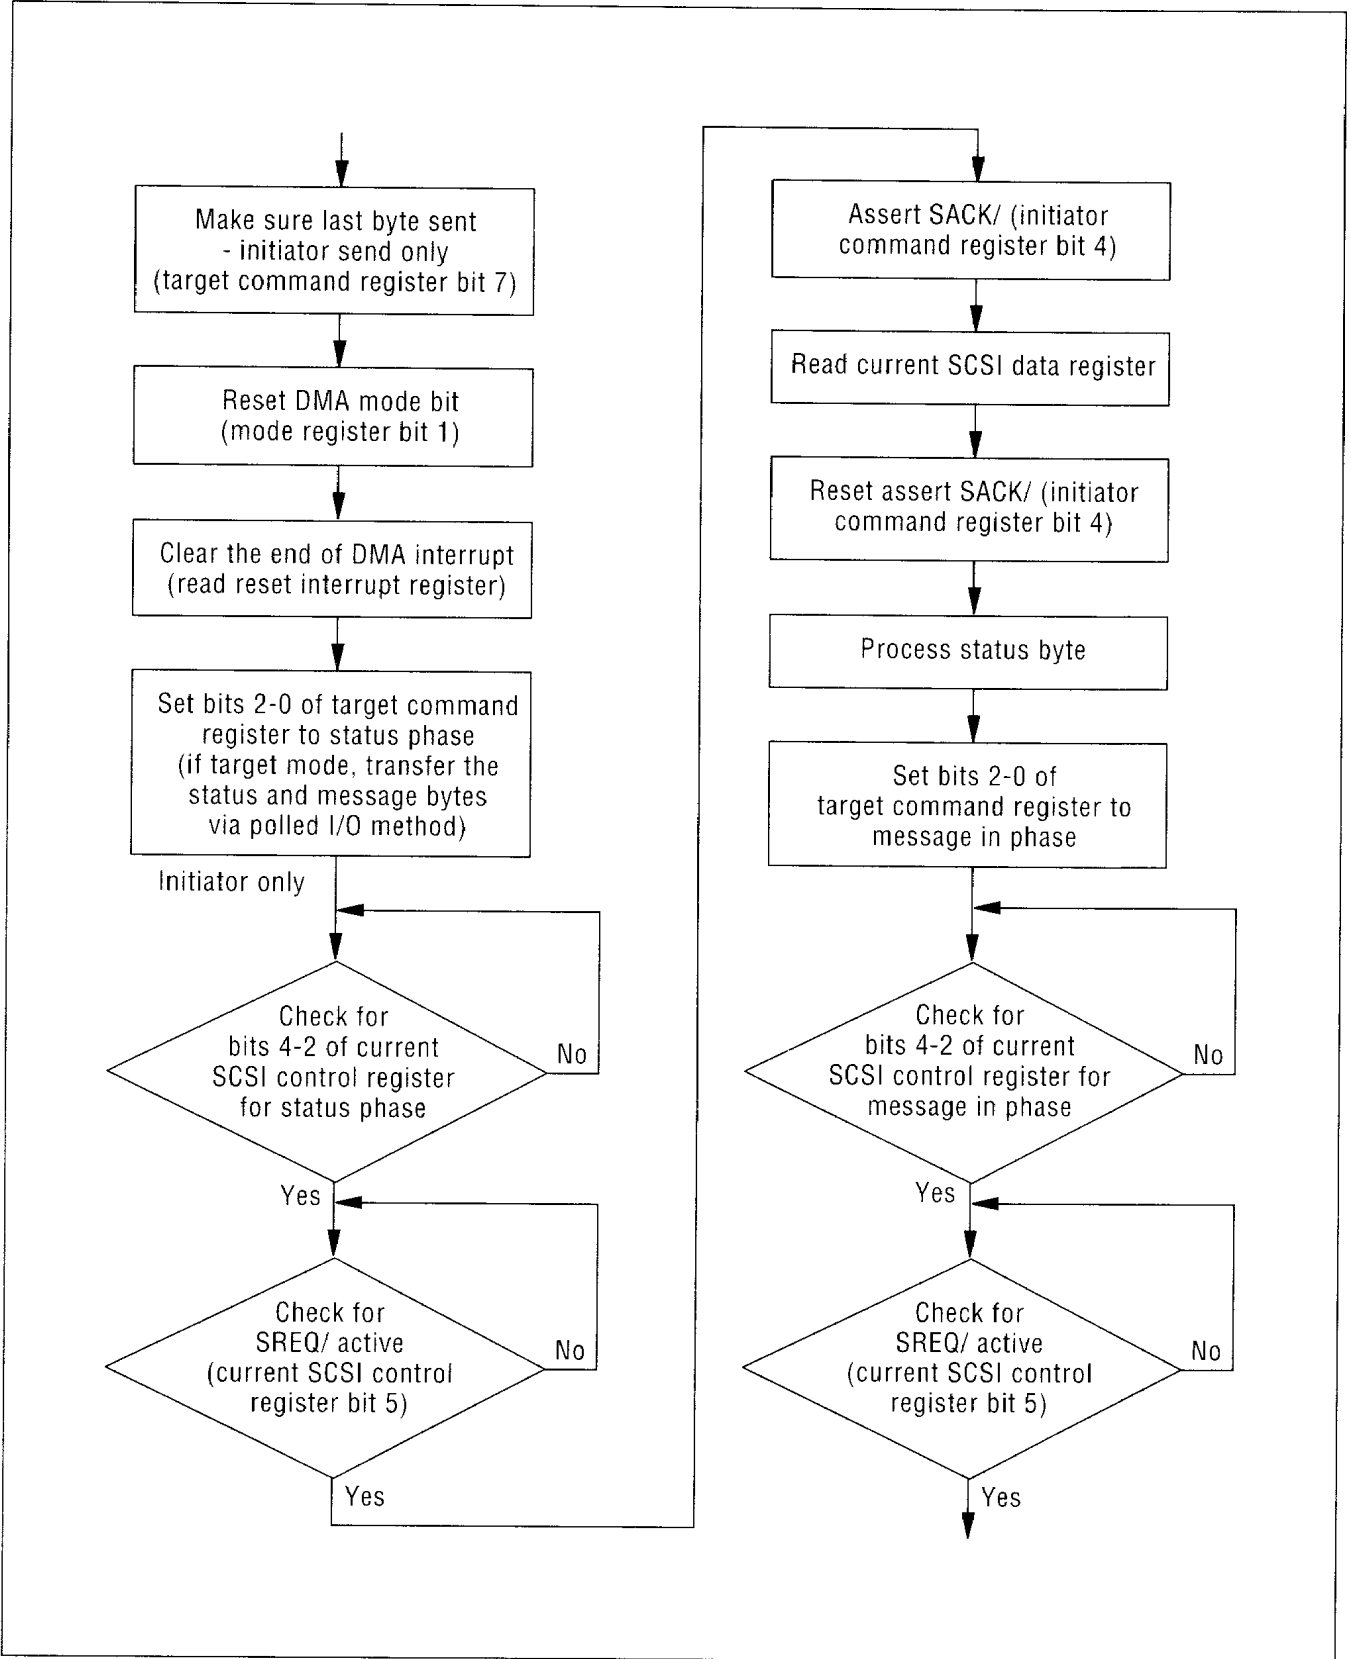 Make sure last byte sent
- initiator send only
(target command register bit 7)
Reset DMA mode bit
(mode register bit 1)
Clear the end of DMA interrupt
(read reset interrupt register)
Set bits 2-0 of target command
register to status phase
(if target mode, transfer the
status and message bytes
via polled I/O method)
Initiator only
Check for
bits 4-2 of current
SCSI control register
for status phase
No
Yes
Check for
SREQ/ active
(current SCSI control
register bit 5)
No
Yes
Assert SACK/ (initiator
command register bit 4)
Read current SCSI data register
Reset assert SACK/ (initiator
command register bit 4)
Process status byte
Set bits 2-0 of
target command register to
message in phase
Check for
bits 4-2 of current
SCSI control register for
message in phase
No
Yes
Check for
SREQ/ active
(current SCSI control
register bit 5)
No
Yes